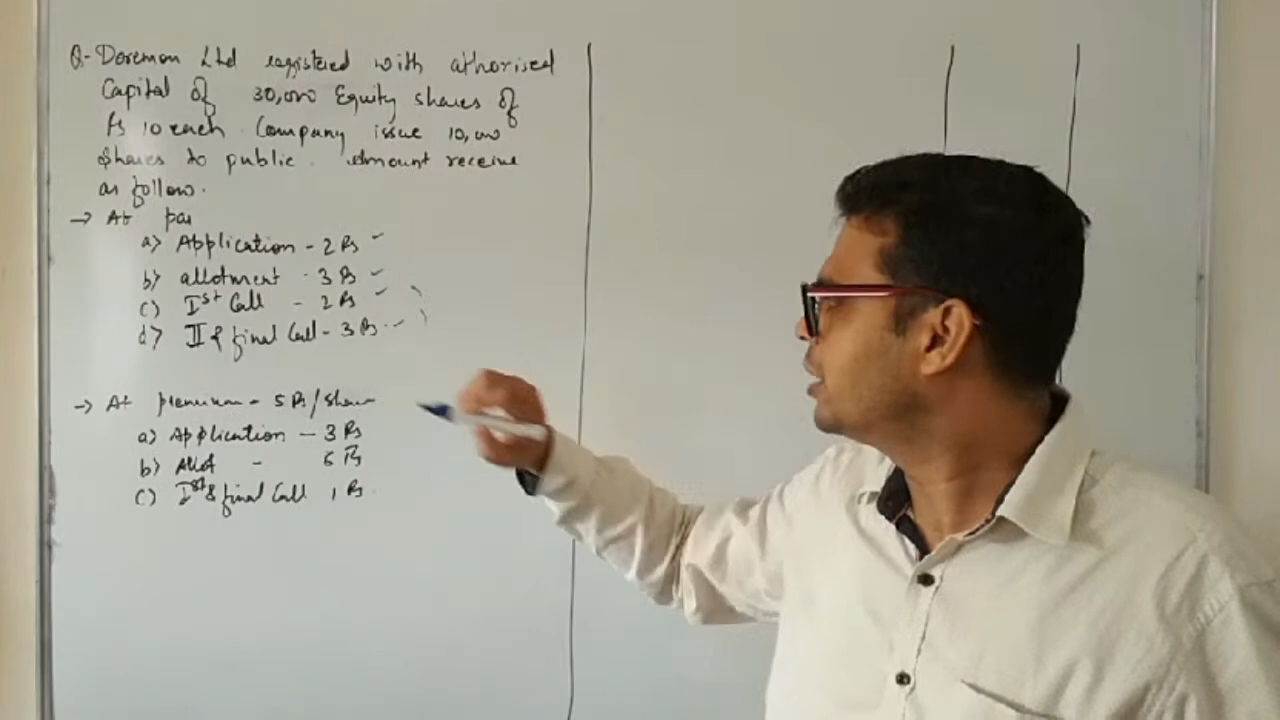 Q- Doremon Ltd registered with athorised
Capital of 30,000 Equity shares of
Rs 10 each. Company issue 10,000
shares to public. Amount receive
as follow.
→ At par
a) Application - 2 Rs
b) allotment - 3 Rs
c) Ist Call - 2 Rs
d) II & final Call - 3 Rs
→ At premium - 5 Rs/share
a) Application - 3 Rs
b) Allot - 6 Rs
c) Ist & final Call 1 Rs